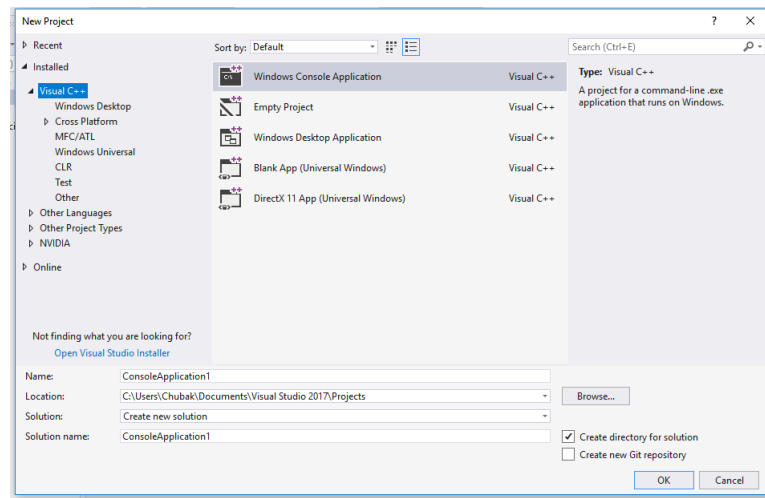 New Project ? ×
Recent
Installed
Visual C++
Windows Desktop
Cross Platform
MFC/ATL
Windows Universal
CLR
Test
Other
Other Languages
Other Project Types
NVIDIA
Online
Not finding what you are looking for?
Open Visual Studio Installer
Sort by: Default
Windows Console Application Visual C++
Empty Project Visual C++
Windows Desktop Application Visual C++
Blank App (Universal Windows) Visual C++
DirectX 11 App (Universal Windows) Visual C++
Search (Ctrl+E)
Type: Visual C++
A project for a command-line .exe
application that runs on Windows.
Name: ConsoleApplication1
Location: C:\Users\Chubak\Documents\Visual Studio 2017\Projects Browse...
Solution: Create new solution
Solution name: ConsoleApplication1
Create directory for solution
Create new Git repository
OK Cancel